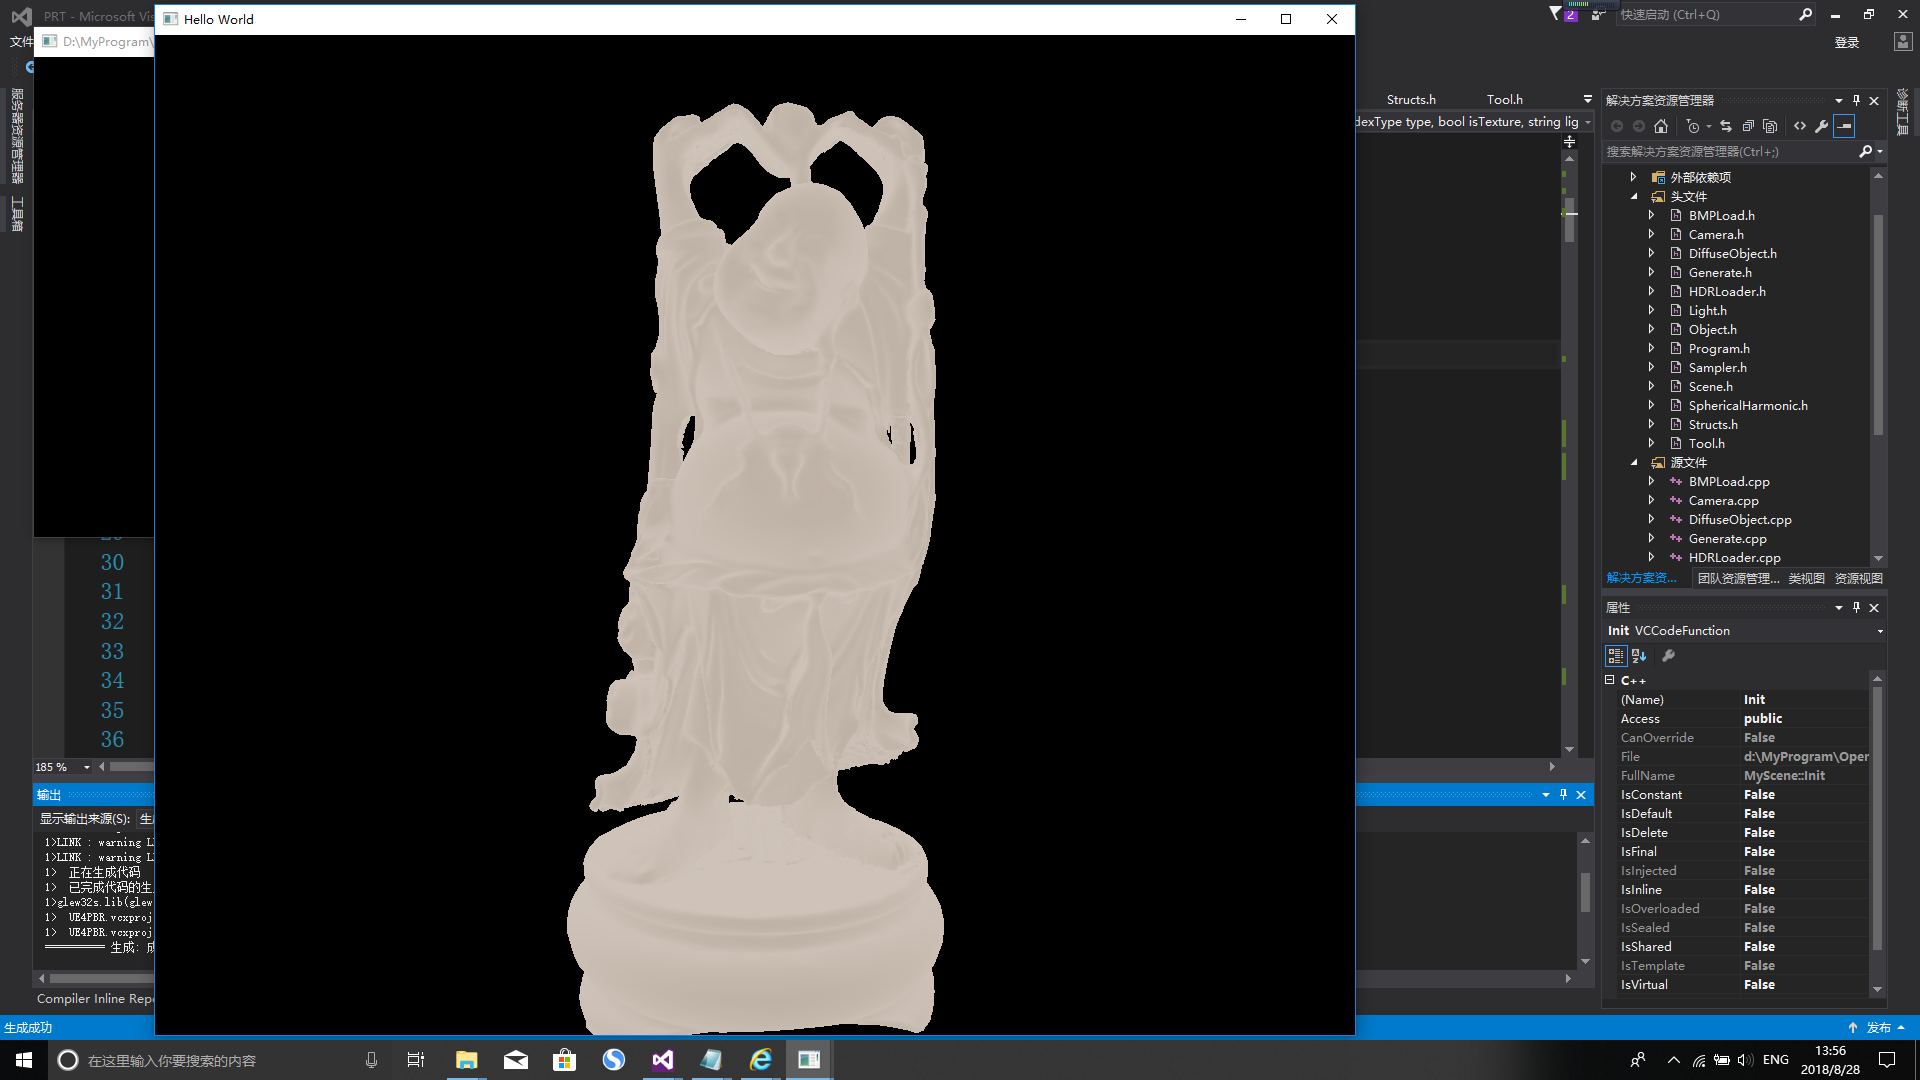 PRT - Microsoft Vis
Hello World
2
快速启动 (Ctrl+Q)
文件
D:\MyProgram\
登录
服务器资源管理器
工具箱
Structs.h
Tool.h
dexType type, bool isTexture, string lig
诊断工具
解决方案资源管理器
搜索解决方案资源管理器(Ctrl+;)
外部依赖项
头文件
BMPLoad.h
Camera.h
DiffuseObject.h
Generate.h
HDRLoader.h
Light.h
Object.h
Program.h
Sampler.h
Scene.h
SphericalHarmonic.h
Structs.h
Tool.h
源文件
BMPLoad.cpp
Camera.cpp
DiffuseObject.cpp
Generate.cpp
HDRLoader.cpp
解决方案资... 团队资源管理... 类视图 资源视图
属性
Init VCCodeFunction
C++
(Name) Init
Access public
CanOverride False
File d:\MyProgram\Oper
FullName MyScene::Init
IsConstant False
IsDefault False
IsDelete False
IsFinal False
IsInjected False
IsInline False
IsOverloaded False
IsSealed False
IsShared False
IsTemplate False
IsVirtual False
30
31
32
33
34
35
36
185 %
输出
显示输出来源(S): 生
1>LINK : warning L
1>LINK : warning L
1> 正在生成代码
1> 已完成代码的生
1>glew32s.lib(glew
1> UE4PBR.vcxproj
1> UE4PBR.vcxproj
========== 生成: 成
Compiler Inline Repo
生成成功
发布
在这里输入你要搜索的内容
ENG
13:56
2018/8/28